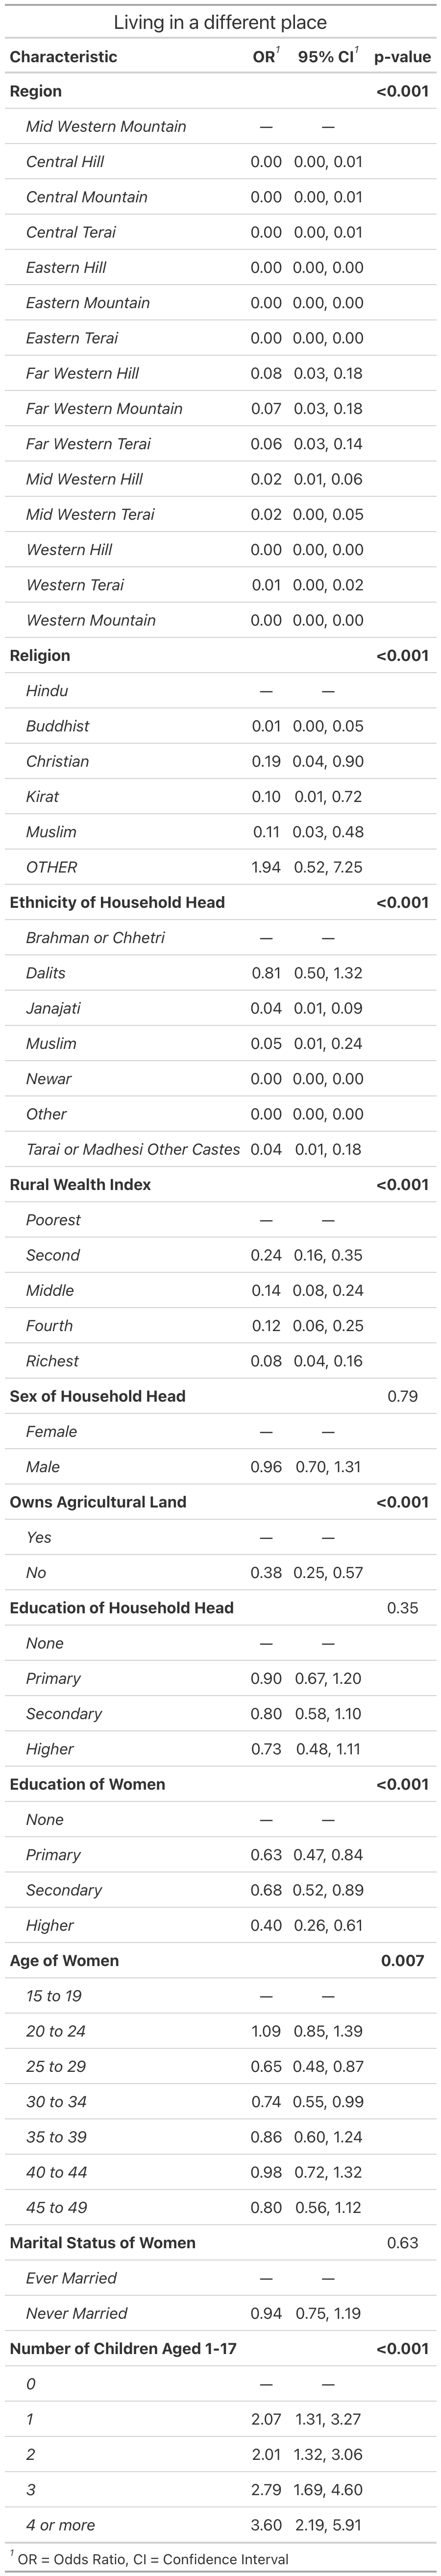 Living in a different place
Characteristic OR¹ 95% CI¹ p-value
Region <0.001
Mid Western Mountain — —
Central Hill 0.00 0.00, 0.01
Central Mountain 0.00 0.00, 0.01
Central Terai 0.00 0.00, 0.01
Eastern Hill 0.00 0.00, 0.00
Eastern Mountain 0.00 0.00, 0.00
Eastern Terai 0.00 0.00, 0.00
Far Western Hill 0.08 0.03, 0.18
Far Western Mountain 0.07 0.03, 0.18
Far Western Terai 0.06 0.03, 0.14
Mid Western Hill 0.02 0.01, 0.06
Mid Western Terai 0.02 0.00, 0.05
Western Hill 0.00 0.00, 0.00
Western Terai 0.01 0.00, 0.02
Western Mountain 0.00 0.00, 0.00
Religion <0.001
Hindu — —
Buddhist 0.01 0.00, 0.05
Christian 0.19 0.04, 0.90
Kirat 0.10 0.01, 0.72
Muslim 0.11 0.03, 0.48
OTHER 1.94 0.52, 7.25
Ethnicity of Household Head <0.001
Brahman or Chhetri — —
Dalits 0.81 0.50, 1.32
Janajati 0.04 0.01, 0.09
Muslim 0.05 0.01, 0.24
Newar 0.00 0.00, 0.00
Other 0.00 0.00, 0.00
Tarai or Madhesi Other Castes 0.04 0.01, 0.18
Rural Wealth Index <0.001
Poorest — —
Second 0.24 0.16, 0.35
Middle 0.14 0.08, 0.24
Fourth 0.12 0.06, 0.25
Richest 0.08 0.04, 0.16
Sex of Household Head 0.79
Female — —
Male 0.96 0.70, 1.31
Owns Agricultural Land <0.001
Yes — —
No 0.38 0.25, 0.57
Education of Household Head 0.35
None — —
Primary 0.90 0.67, 1.20
Secondary 0.80 0.58, 1.10
Higher 0.73 0.48, 1.11
Education of Women <0.001
None — —
Primary 0.63 0.47, 0.84
Secondary 0.68 0.52, 0.89
Higher 0.40 0.26, 0.61
Age of Women 0.007
15 to 19 — —
20 to 24 1.09 0.85, 1.39
25 to 29 0.65 0.48, 0.87
30 to 34 0.74 0.55, 0.99
35 to 39 0.86 0.60, 1.24
40 to 44 0.98 0.72, 1.32
45 to 49 0.80 0.56, 1.12
Marital Status of Women 0.63
Ever Married — —
Never Married 0.94 0.75, 1.19
Number of Children Aged 1-17 <0.001
0 — —
1 2.07 1.31, 3.27
2 2.01 1.32, 3.06
3 2.79 1.69, 4.60
4 or more 3.60 2.19, 5.91
¹ OR = Odds Ratio, CI = Confidence Interval